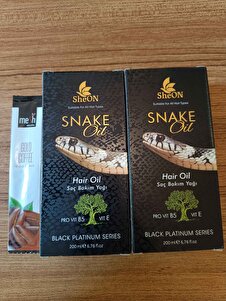 SheON
Suitable For All Hair Types
SNAKE
Oil
Hair Oil
Saç Bakım Yağı
PRO VIT B5
VIT E
BLACK PLATINUM SERIES
200 ml e 6.76 fl.oz
SheON
Suitable For All Hair Types
SNAKE
Oil
Hair Oil
Saç Bakım Yağı
PRO VIT B5
VIT E
BLACK PLATINUM SERIES
200 ml e 6.76 fl.oz
GOLD
COFFEE